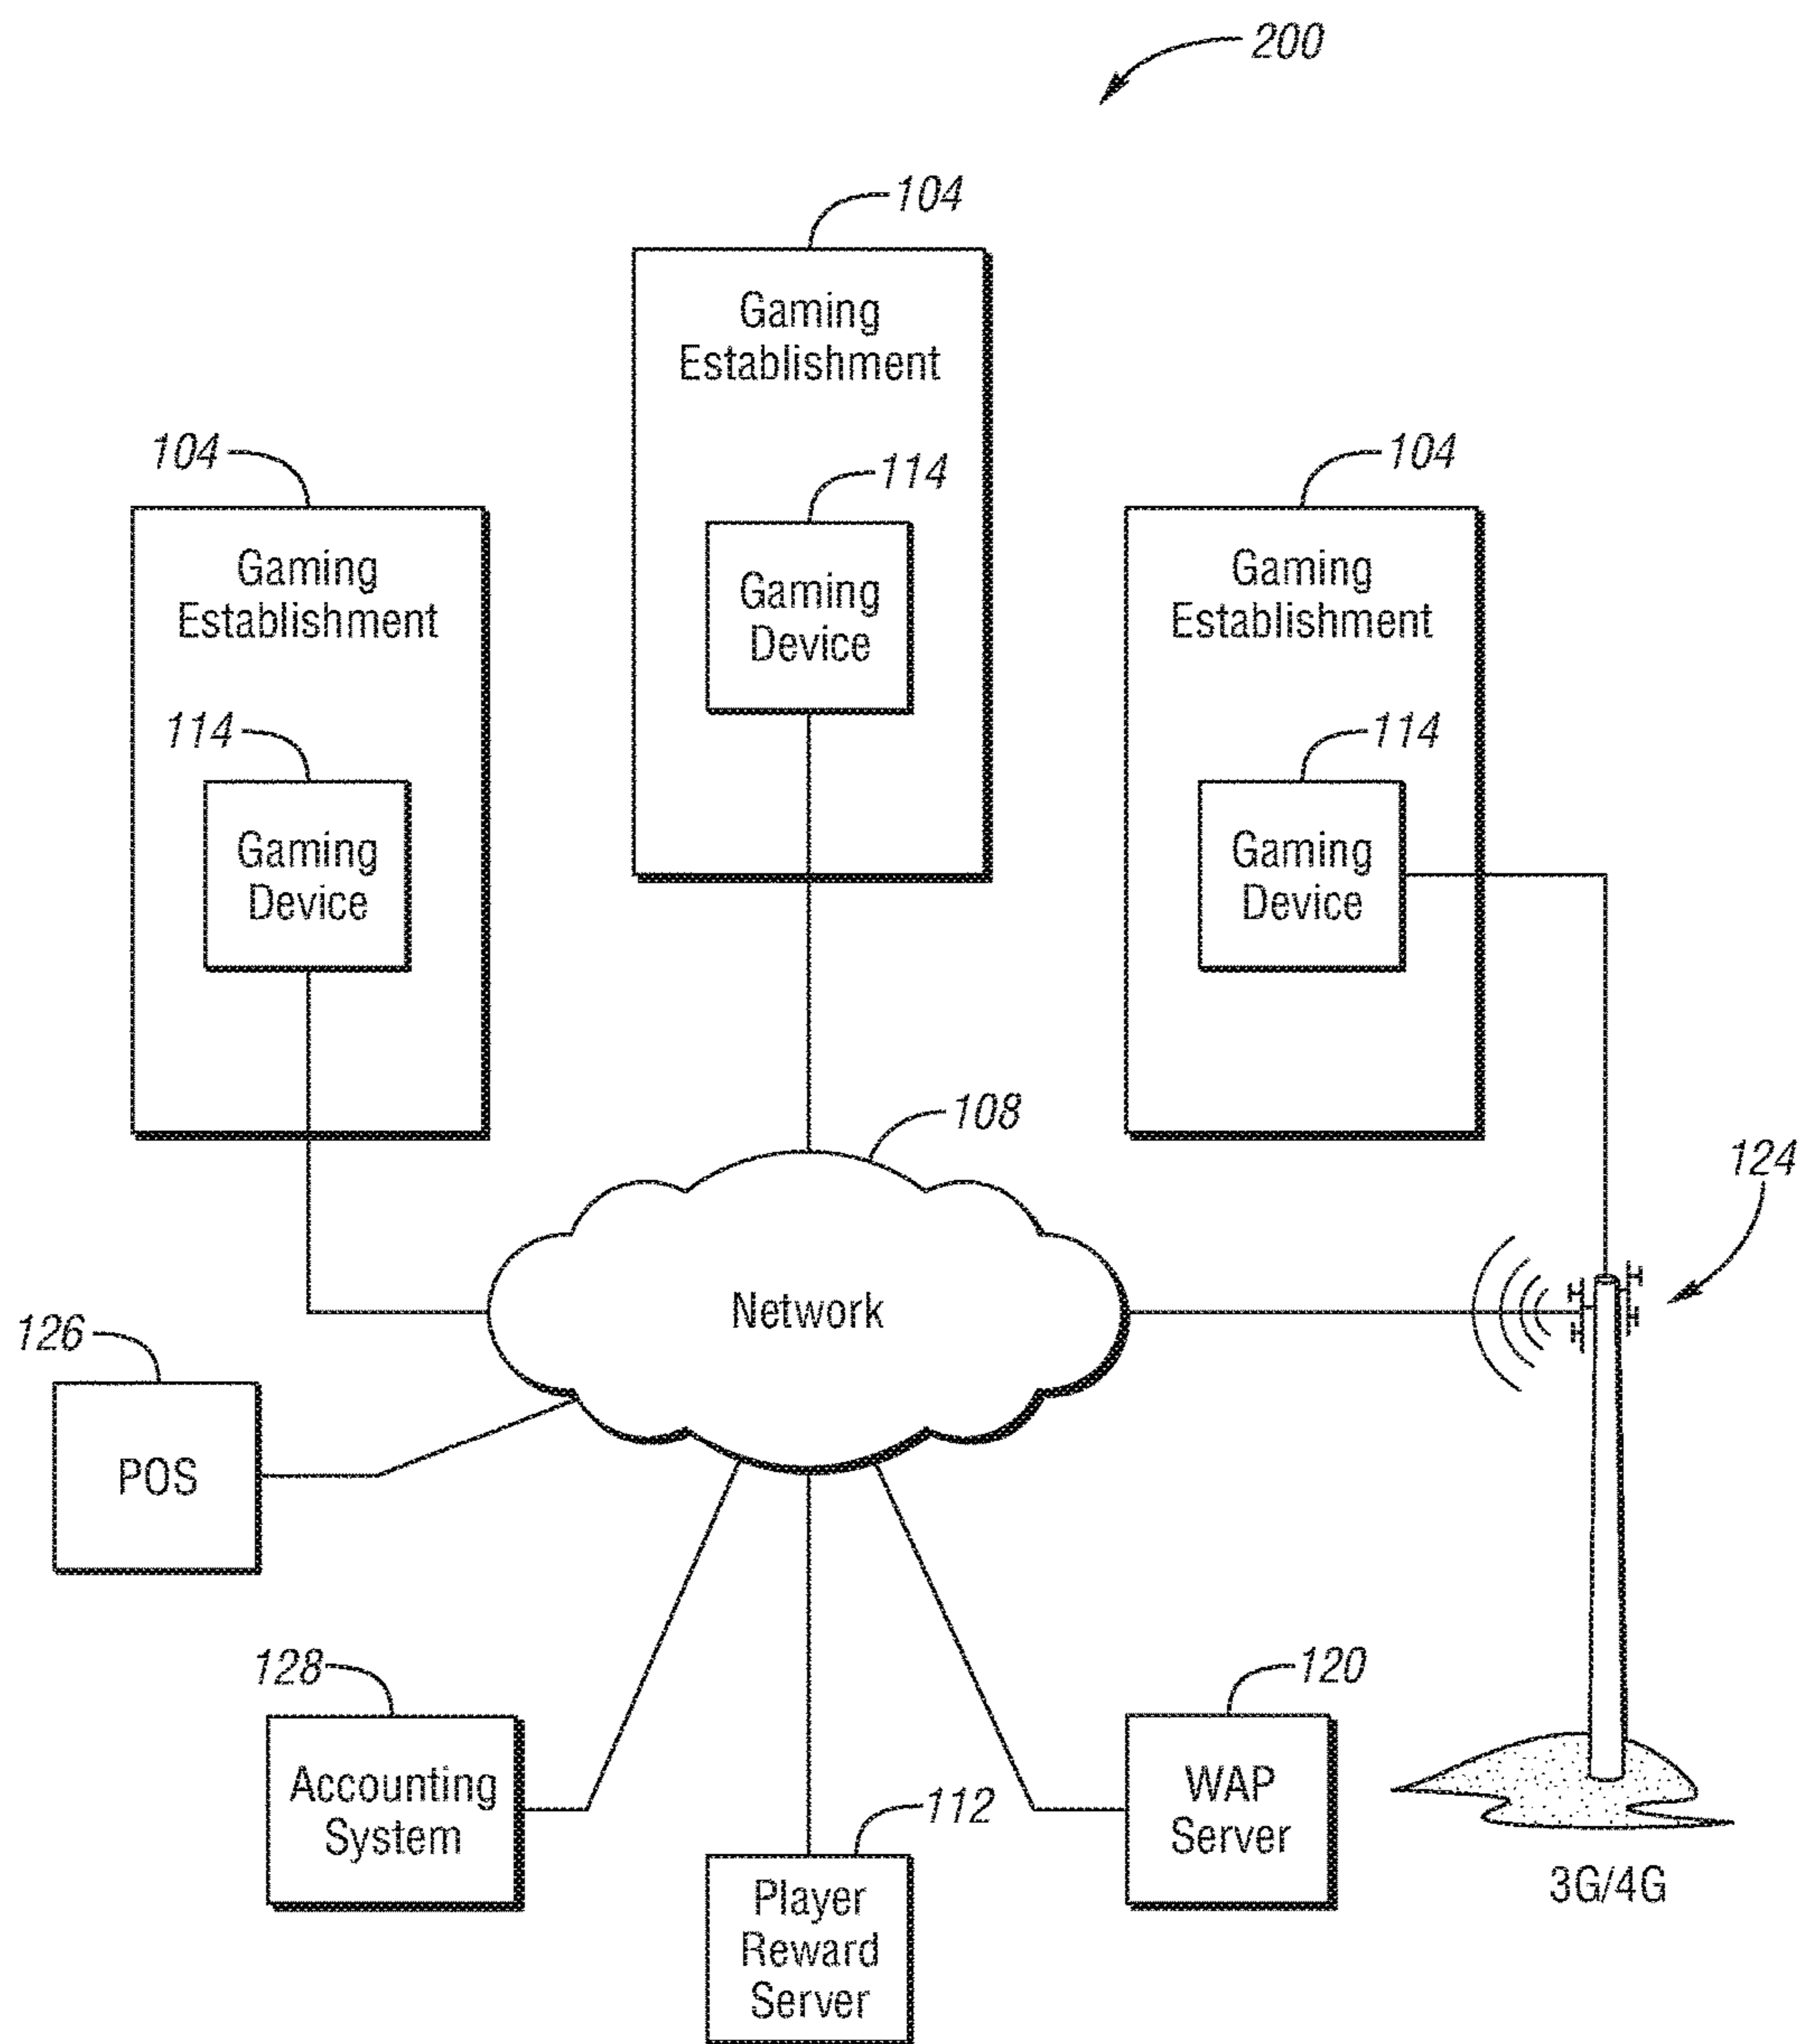 200
104
Gaming
Establishment
114
Gaming
Device
104
Gaming
Establishment
114
Gaming
Device
104
Gaming
Establishment
114
Gaming
Device
108
Network
124
126
POS
128
Accounting
System
112
Player
Reward
Server
120
WAP
Server
3G/4G